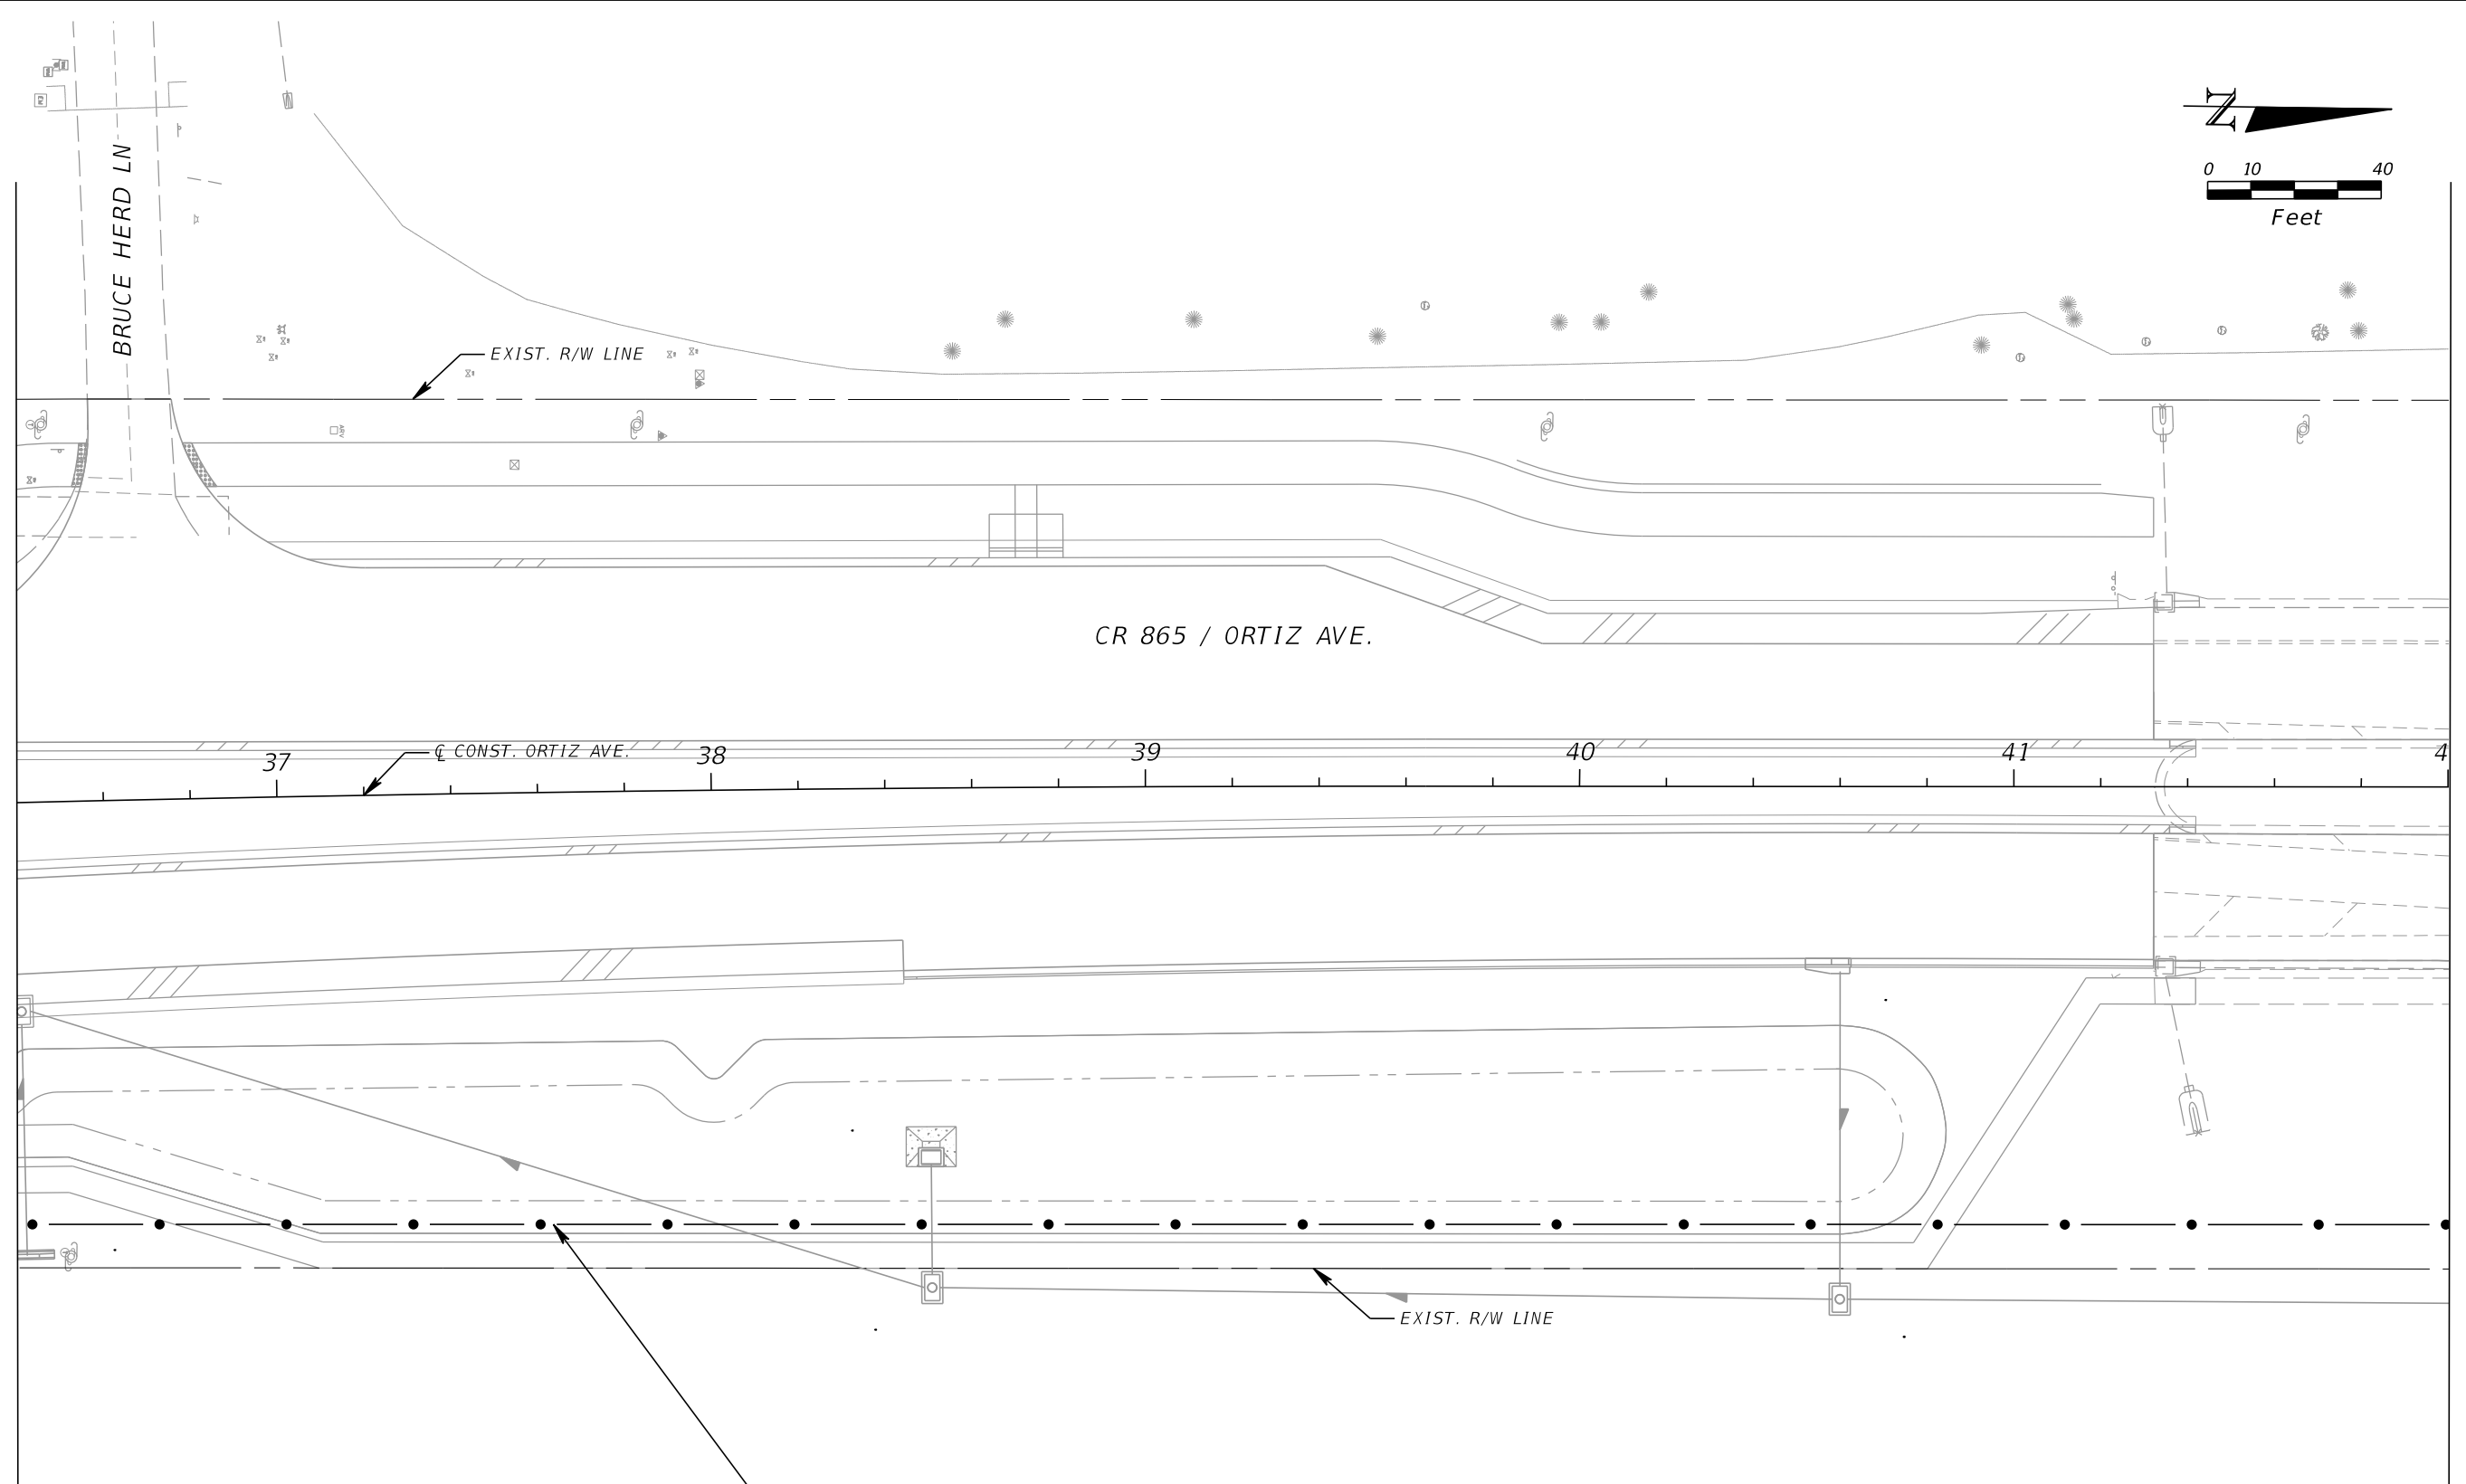 N
0 10 40
Feet
BRUCE HERD LN
EXIST. R/W LINE
ARV
CR 865 / ORTIZ AVE.
℄ CONST. ORTIZ AVE.
37 38 39 40 41 4
EXIST. R/W LINE